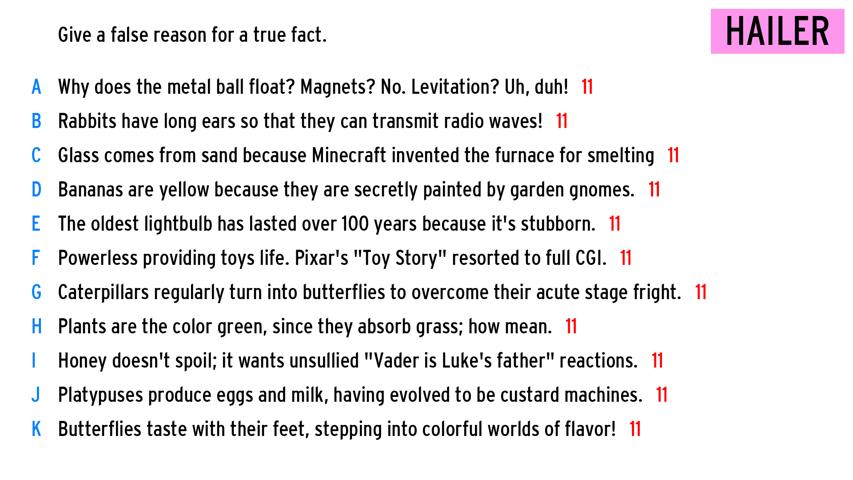 Give a false reason for a true fact.
HAILER
A Why does the metal ball float? Magnets? No. Levitation? Uh, duh! 11
B Rabbits have long ears so that they can transmit radio waves! 11
C Glass comes from sand because Minecraft invented the furnace for smelting 11
D Bananas are yellow because they are secretly painted by garden gnomes. 11
E The oldest lightbulb has lasted over 100 years because it's stubborn. 11
F Powerless providing toys life. Pixar's "Toy Story" resorted to full CGI. 11
G Caterpillars regularly turn into butterflies to overcome their acute stage fright. 11
H Plants are the color green, since they absorb grass; how mean. 11
I Honey doesn't spoil; it wants unsullied "Vader is Luke's father" reactions. 11
J Platypuses produce eggs and milk, having evolved to be custard machines. 11
K Butterflies taste with their feet, stepping into colorful worlds of flavor! 11